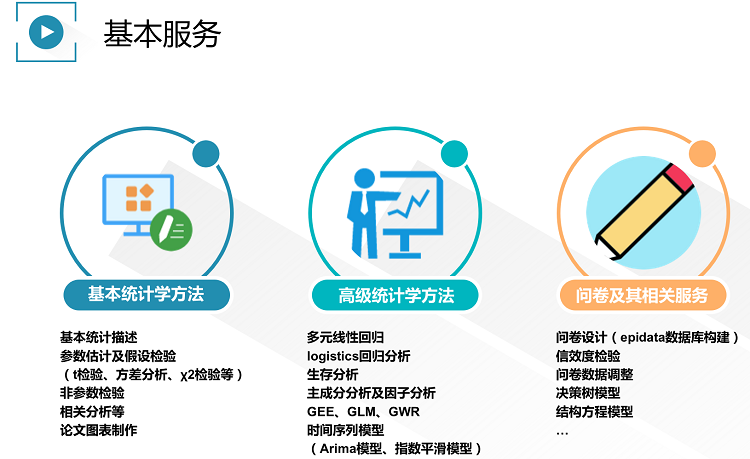 基本服务
基本统计学方法
基本统计描述
参数估计及假设检验
（t检验、方差分析、χ2检验等）
非参数检验
相关分析等
论文图表制作
高级统计学方法
多元线性回归
logistics回归分析
生存分析
主成分分析及因子分析
GEE、GLM、GWR
时间序列模型
（Arima模型、指数平滑模型）
问卷及其相关服务
问卷设计（epidata数据库构建）
信效度检验
问卷数据调整
决策树模型
结构方程模型
…